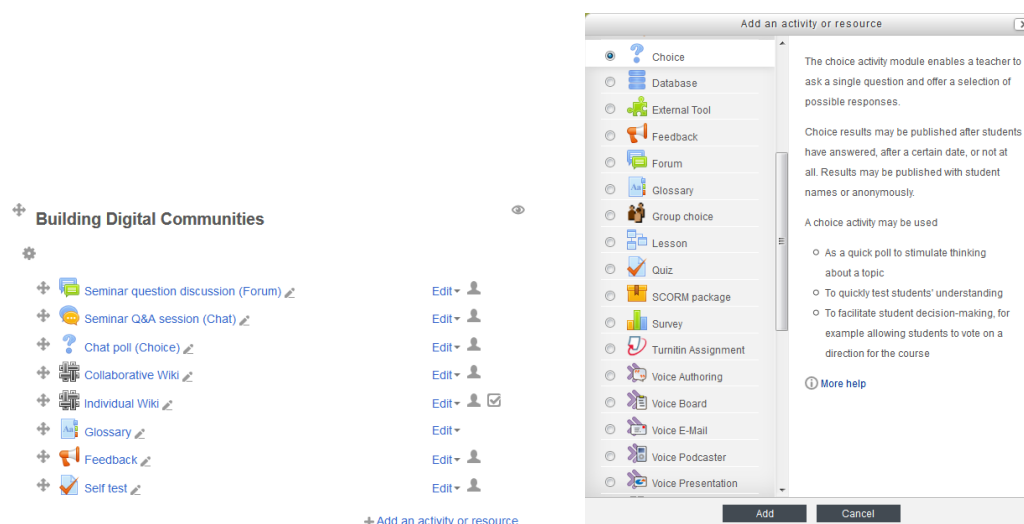 Building Digital Communities
Seminar question discussion (Forum) Edit
Seminar Q&A session (Chat) Edit
Chat poll (Choice) Edit
Collaborative Wiki Edit
Individual Wiki Edit
Aa Glossary Edit
Feedback Edit
Self test Edit
Add an activity or resource
Add an activity or resource
Choice
Database
External Tool
Feedback
Forum
Aa Glossary
Group choice
Lesson
Quiz
SCORM package
Survey
Turnitin Assignment
Voice Authoring
Voice Board
Voice E-Mail
Voice Podcaster
Voice Presentation
The choice activity module enables a teacher to
ask a single question and offer a selection of
possible responses.
Choice results may be published after students
have answered, after a certain date, or not at
all. Results may be published with student
names or anonymously.
A choice activity may be used
As a quick poll to stimulate thinking
about a topic
To quickly test students' understanding
To facilitate student decision-making, for
example allowing students to vote on a
direction for the course
More help
Add Cancel